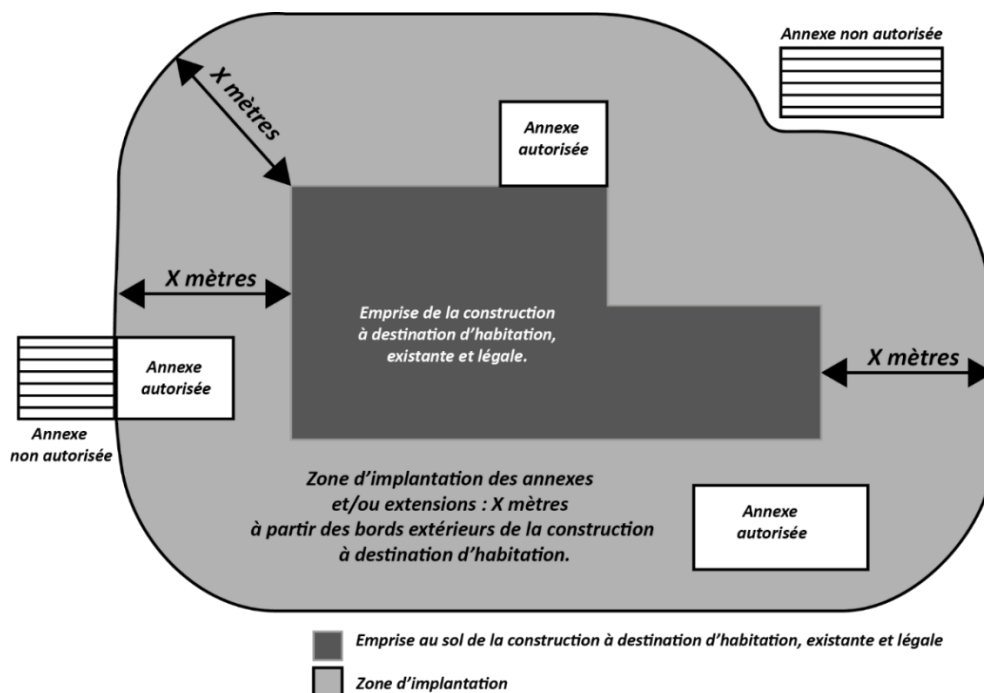 Annexe non autorisée
X mètres
Annexe
autorisée
X mètres
Emprise de la construction
à destination d'habitation,
existante et légale.
X mètres
Annexe
autorisée
Annexe
non autorisée
Zone d'implantation des annexes
et/ou extensions : X mètres
à partir des bords extérieurs de la construction
à destination d'habitation.
Annexe
autorisée
Emprise au sol de la construction à destination d'habitation, existante et légale
Zone d'implantation